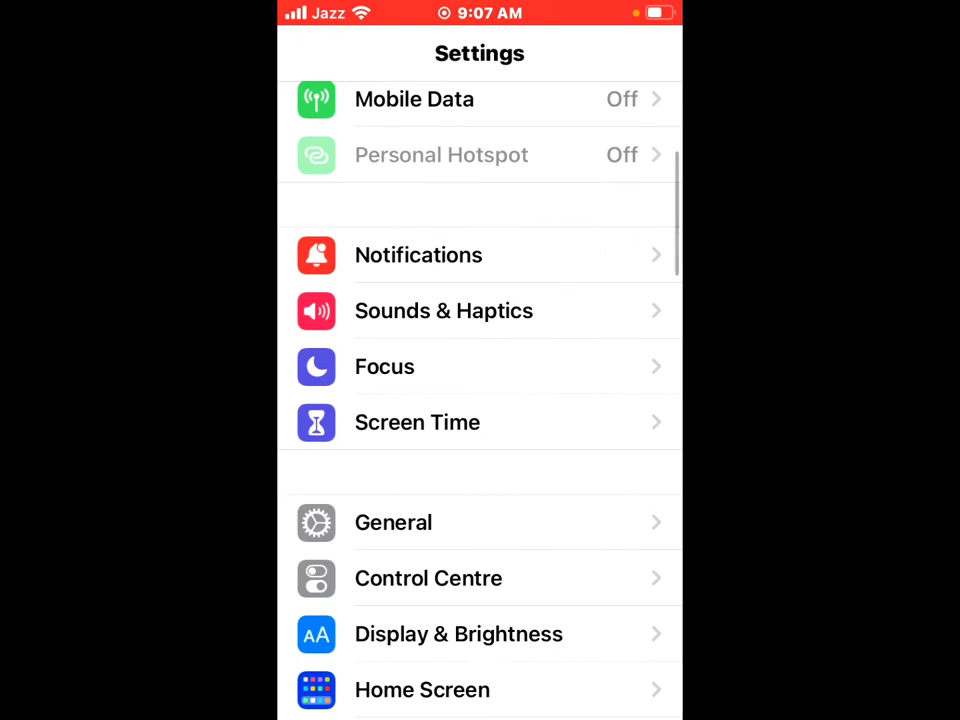 Jazz 9:07 AM
Settings
Mobile Data Off
Personal Hotspot Off
Notifications
Sounds & Haptics
Focus
Screen Time
General
Control Centre
AA Display & Brightness
Home Screen